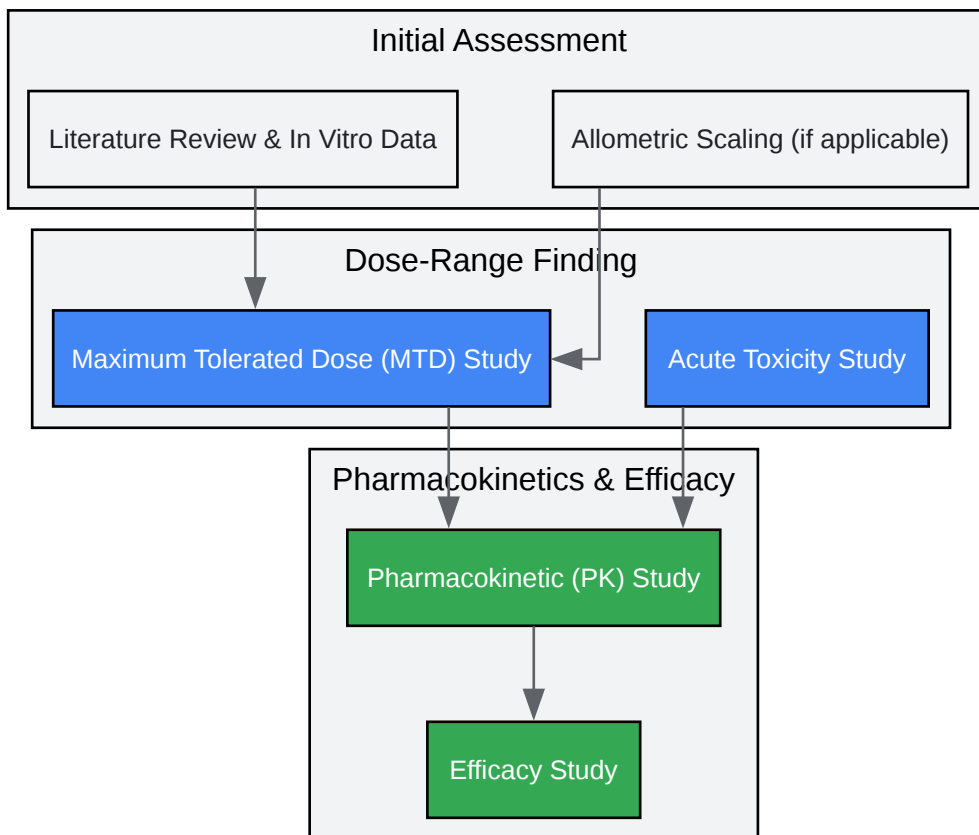 Initial Assessment
Literature Review & In Vitro Data
Allometric Scaling (if applicable)
Dose-Range Finding
Maximum Tolerated Dose (MTD) Study
Acute Toxicity Study
Pharmacokinetics & Efficacy
Pharmacokinetic (PK) Study
Efficacy Study